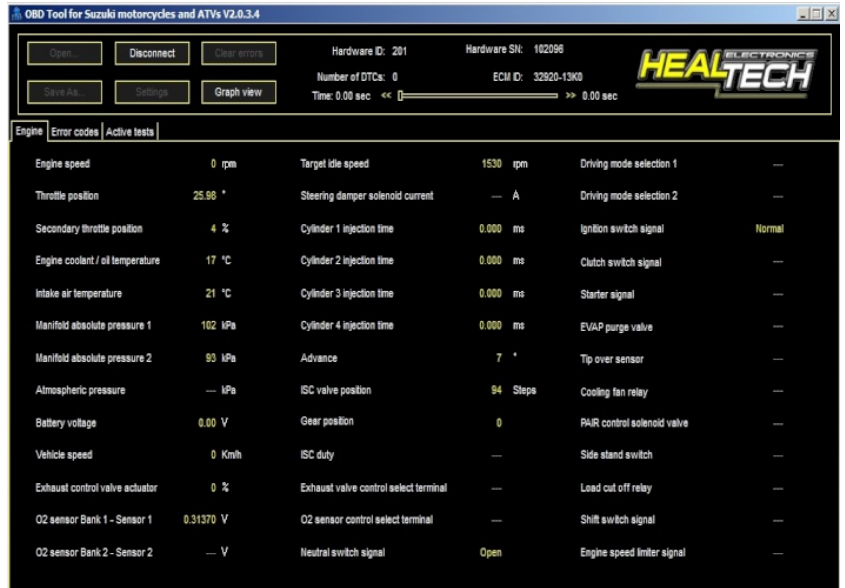 OBD Tool for Suzuki motorcycles and ATVs V2.0.3.4
Open... Disconnect Clear errors Hardware ID: 201 Hardware SN: 102096
Number of DTCs: 0 ECM ID: 32920-13K0
Save As... Settings Graph view Time: 0.00 sec << >> 0.00 sec
HEALTECH ELECTRONICS
Engine Error codes Active tests
Engine speed 0 rpm Target idle speed 1530 rpm Driving mode selection 1 ---
Throttle position 25.98 ° Steering damper solenoid current --- A Driving mode selection 2 ---
Secondary throttle position 4 % Cylinder 1 injection time 0.000 ms Ignition switch signal Normal
Engine coolant / oil temperature 17 °C Cylinder 2 injection time 0.000 ms Clutch switch signal ---
Intake air temperature 21 °C Cylinder 3 injection time 0.000 ms Starter signal ---
Manifold absolute pressure 1 102 kPa Cylinder 4 injection time 0.000 ms EVAP purge valve ---
Manifold absolute pressure 2 93 kPa Advance 7 ° Tip over sensor ---
Atmospheric pressure --- kPa ISC valve position 94 Steps Cooling fan relay ---
Battery voltage 0.00 V Gear position 0 PAIR control solenoid valve ---
Vehicle speed 0 Km/h ISC duty --- Side stand switch ---
Exhaust control valve actuator 0 % Exhaust valve control select terminal --- Load cut off relay ---
O2 sensor Bank 1 - Sensor 1 0.31370 V O2 sensor control select terminal --- Shift switch signal ---
O2 sensor Bank 2 - Sensor 2 --- V Neutral switch signal Open Engine speed limiter signal ---